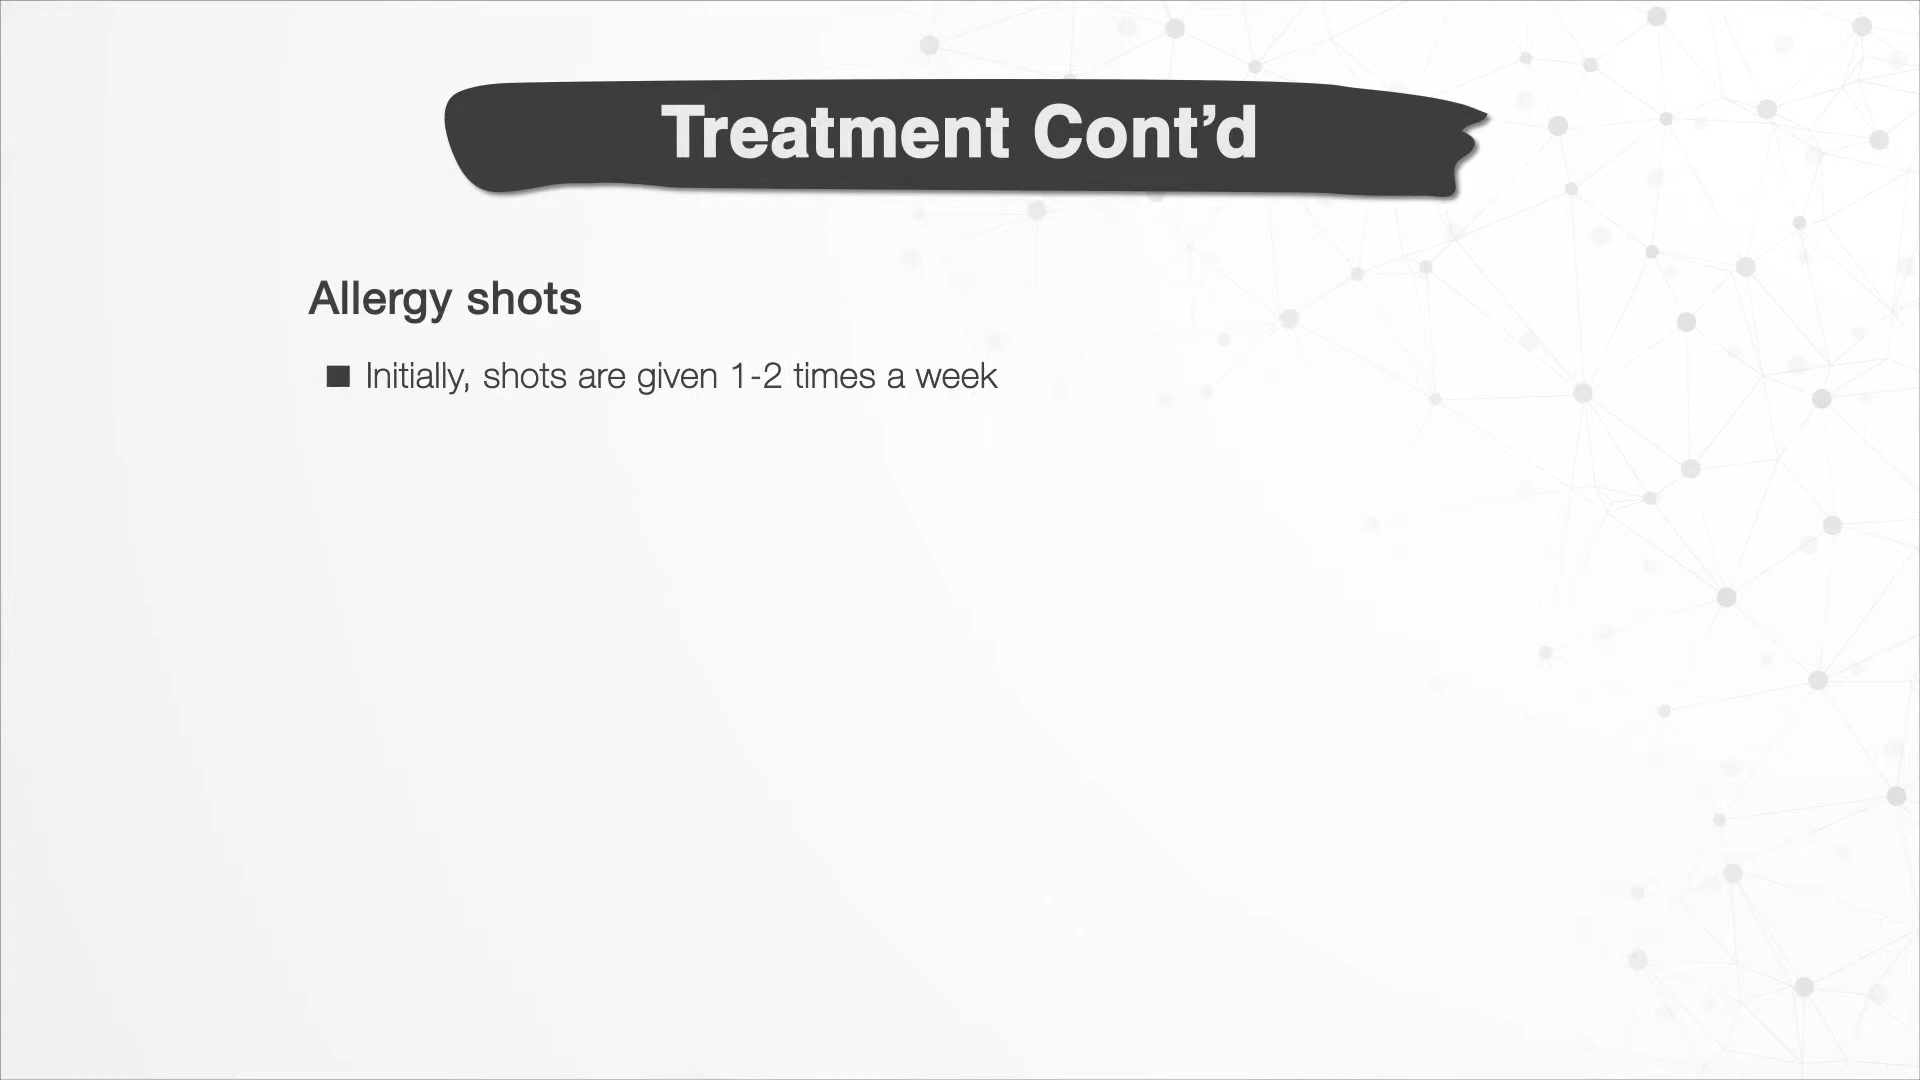 Treatment Cont’d
Allergy shots
■ Initially, shots are given 1-2 times a week